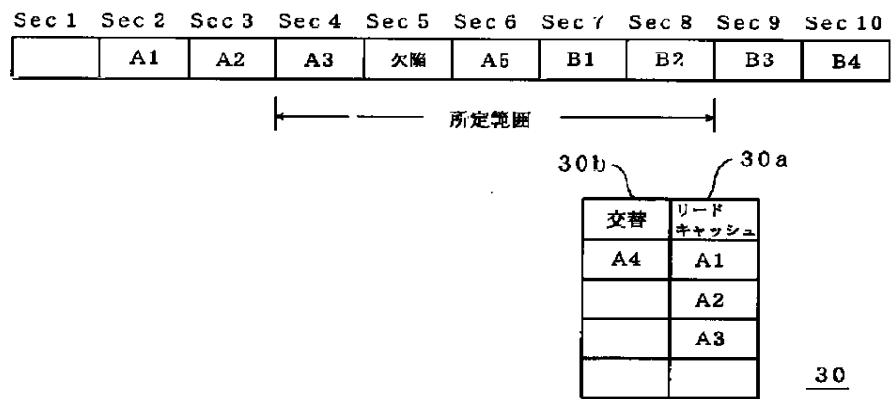 Sec 1 Sec 2 Sec 3 Sec 4 Sec 5 Sec 6 Sec 7 Sec 8 Sec 9 Sec 10
A1 A2 A3 欠陥 A5 B1 B2 B3 B4
所定範囲
30b 30a
交替 リード
キャッシュ
A4 A1
A2
A3
30